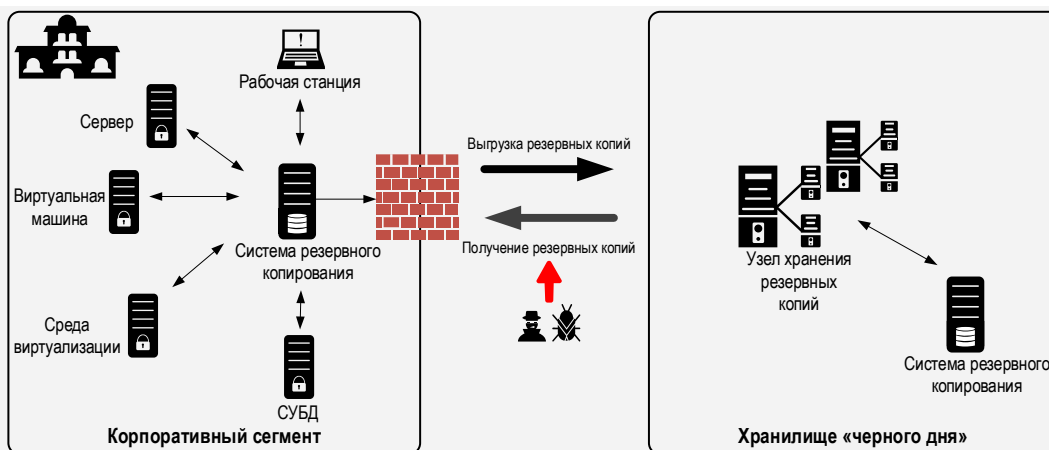 Рабочая станция
Сервер
Виртуальная
машина
Система резервного
копирования
Среда
виртуализации
СУБД
Корпоративный сегмент
Выгрузка резервных копий
Получение резервных копий
Узел хранения
резервных
копий
Система резервного
копирования
Хранилище «черного дня»